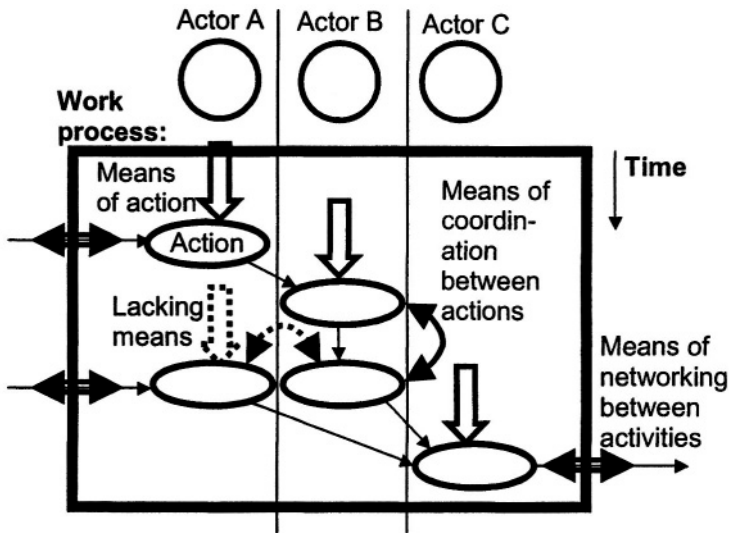 Actor A
Actor B
Actor C
Work
process:
Means
of action
Time
Means of
coordin-
ation
between
actions
Action
Lacking
means
Means of
networking
between
activities